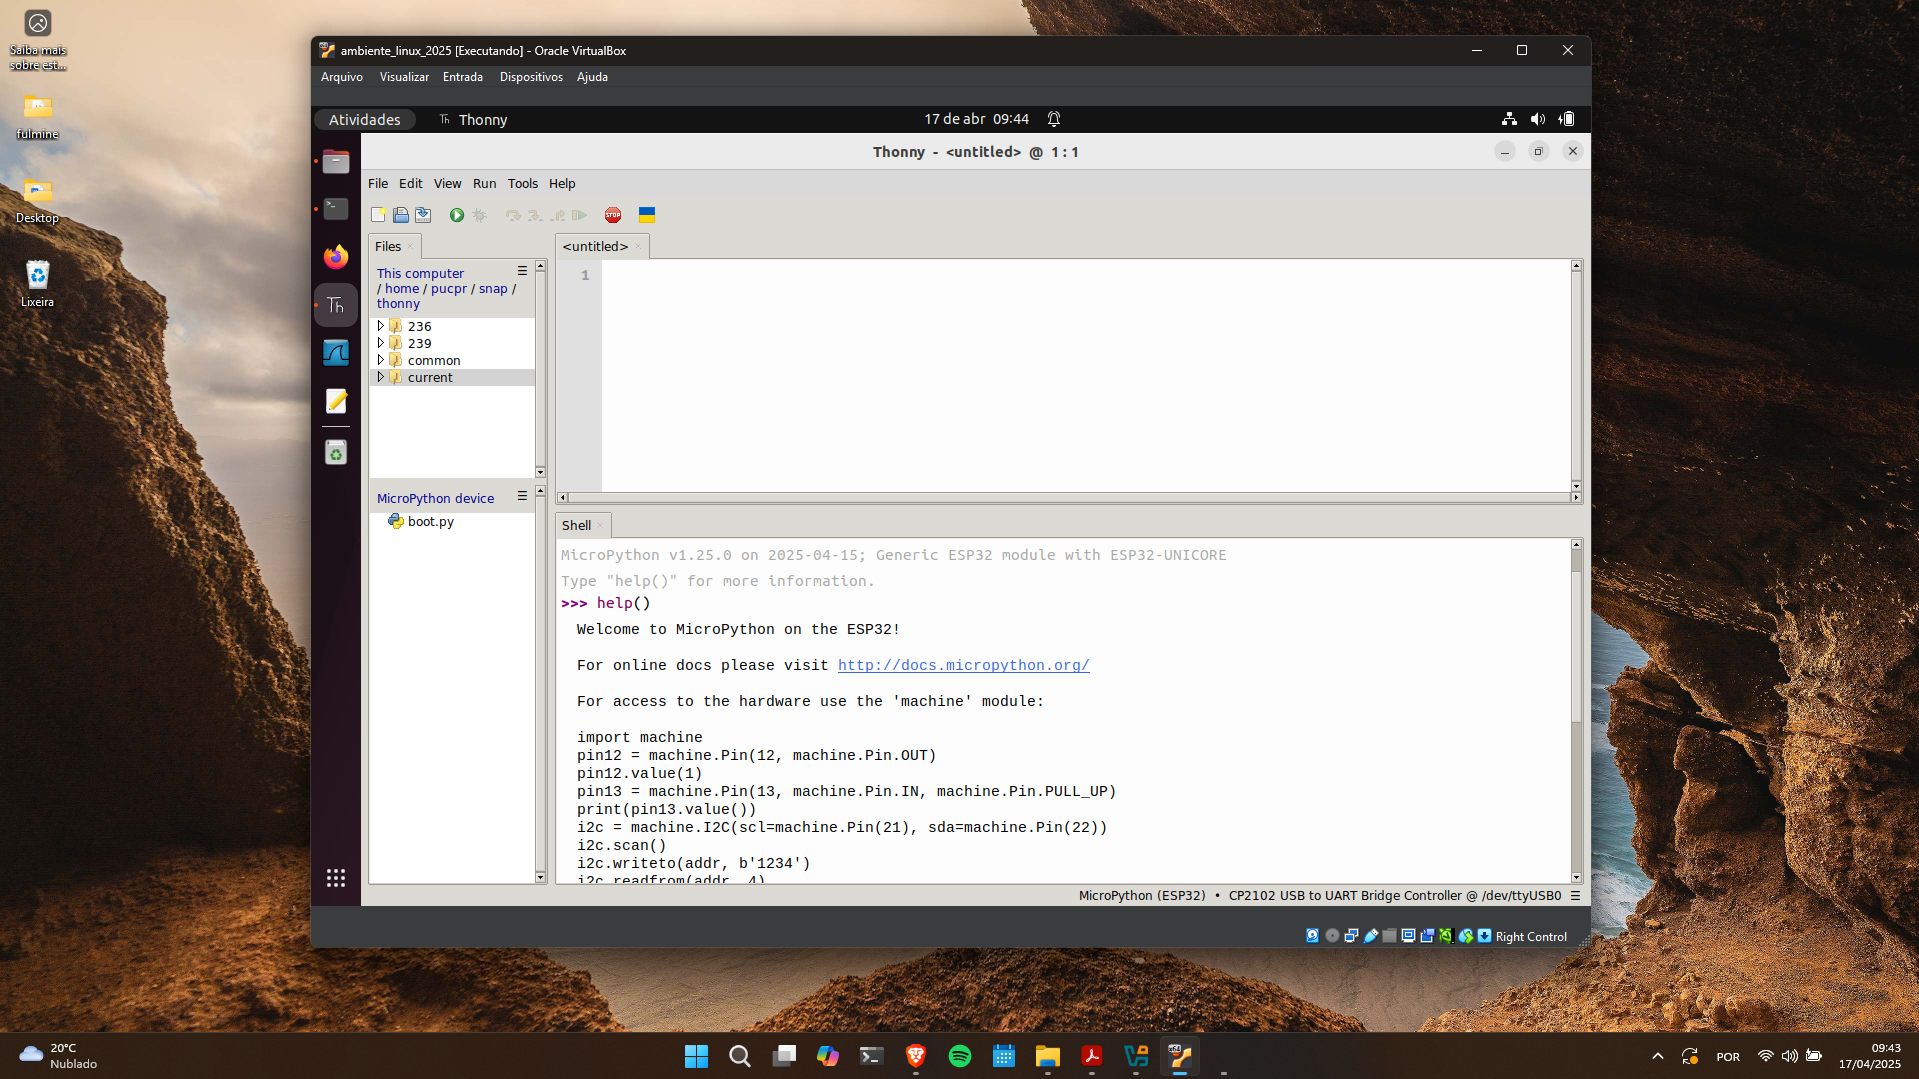 Saiba mais
sobre est...
fulmine
Desktop
Lixeira
ambiente_linux_2025 [Executando] - Oracle VirtualBox
Arquivo Visualizar Entrada Dispositivos Ajuda
Atividades Th Thonny 17 de abr 09:44
Thonny - <untitled> @ 1 : 1
File Edit View Run Tools Help
STOP
Files
This computer
/ home / pucpr / snap /
thonny
236
239
common
current
MicroPython device
boot.py
<untitled>
1
Th
Shell
MicroPython v1.25.0 on 2025-04-15; Generic ESP32 module with ESP32-UNICORE
Type "help()" for more information.
>>> help()
Welcome to MicroPython on the ESP32!
For online docs please visit http://docs.micropython.org/
For access to the hardware use the 'machine' module:
import machine
pin12 = machine.Pin(12, machine.Pin.OUT)
pin12.value(1)
pin13 = machine.Pin(13, machine.Pin.IN, machine.Pin.PULL_UP)
print(pin13.value())
i2c = machine.I2C(scl=machine.Pin(21), sda=machine.Pin(22))
i2c.scan()
i2c.writeto(addr, b'1234')
i2c.readfrom(addr, 4)
MicroPython (ESP32) • CP2102 USB to UART Bridge Controller @ /dev/ttyUSB0
Right Control
20°C
Nublado
POR
09:43
17/04/2025